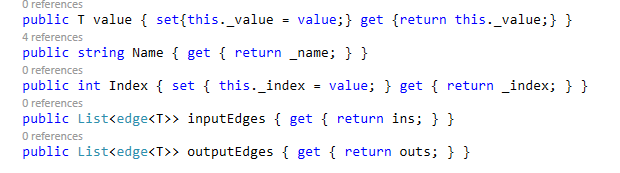 0 references
public T value { set{this._value = value;} get {return this._value;} }
4 references
public string Name { get { return _name; } }
0 references
public int Index { set { this._index = value; } get { return _index; } }
0 references
public List<edge<T>> inputEdges { get { return ins; } }
0 references
public List<edge<T>> outputEdges { get { return outs; } }